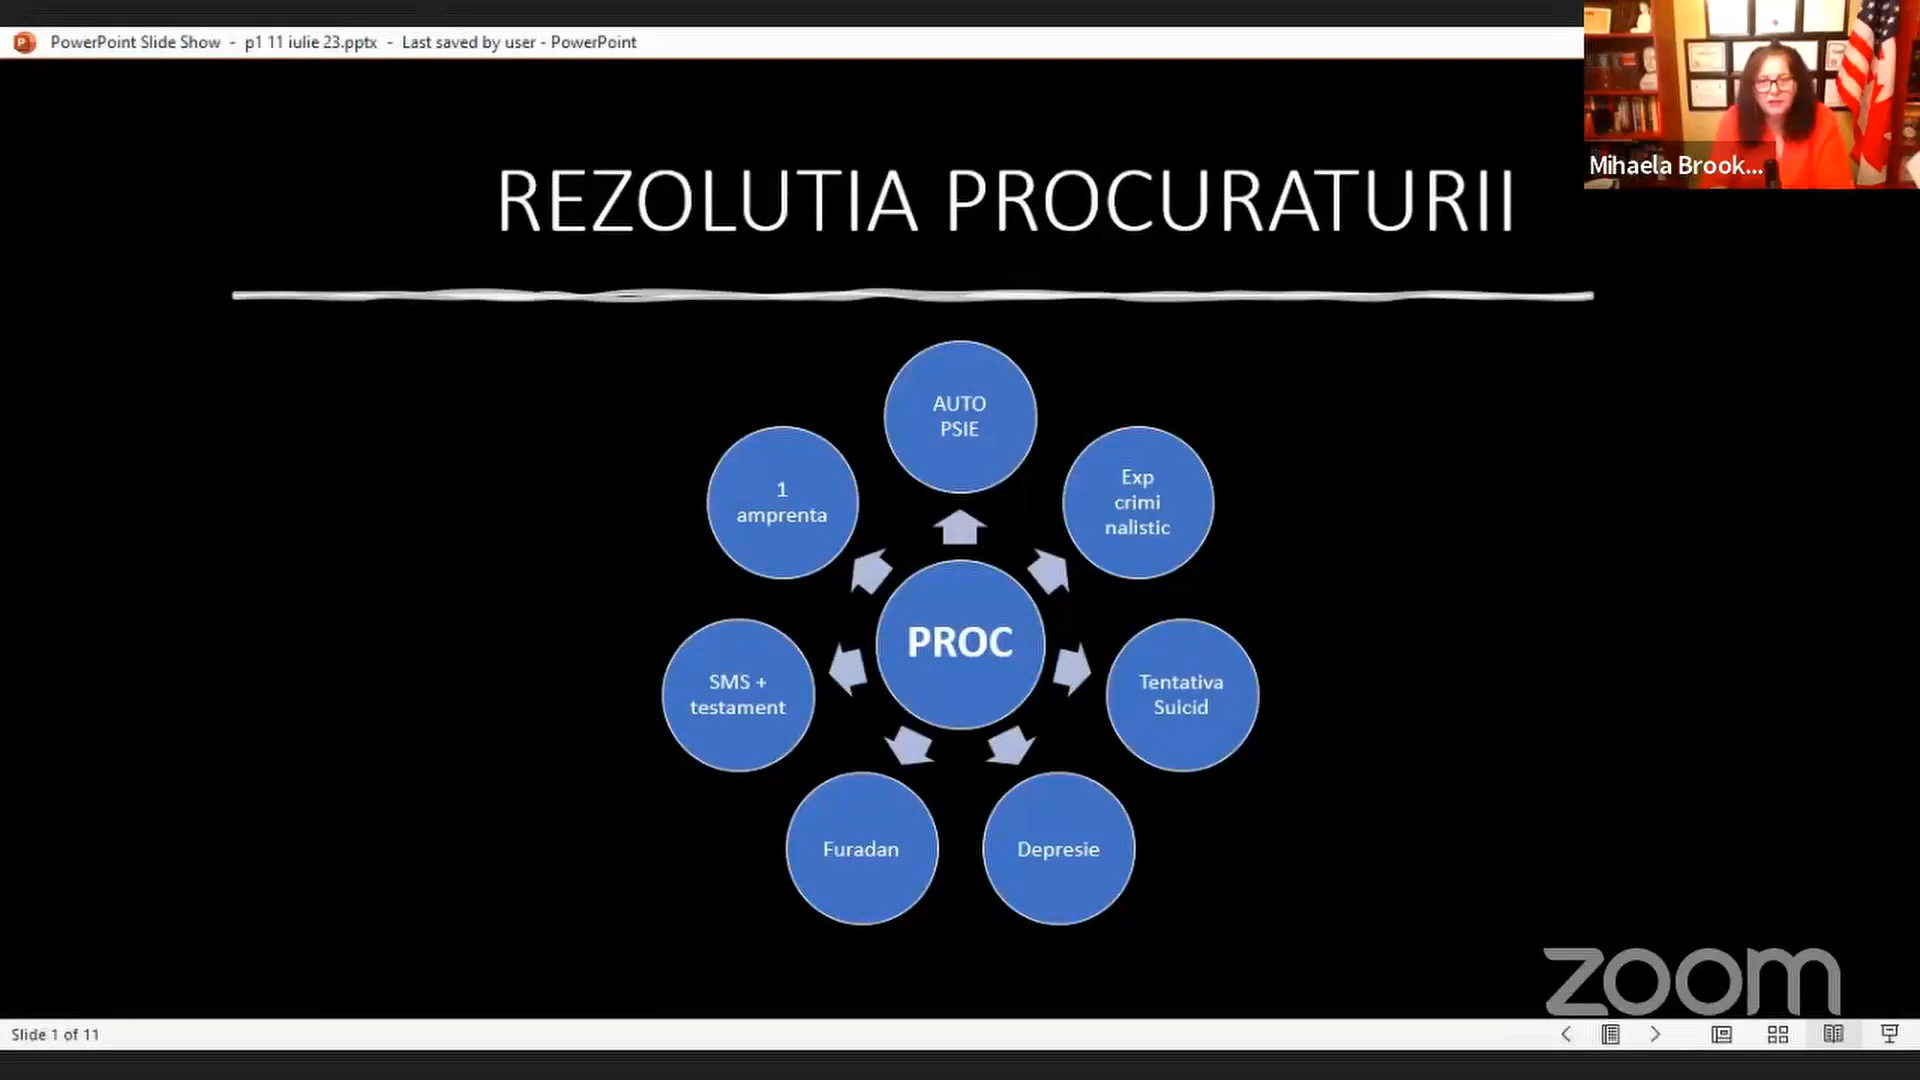 PowerPoint Slide Show - p1 11 iulie 23.pptx - Last saved by user - PowerPoint
Mihaela Brook...
REZOLUTIA PROCURATURII
AUTO
PSIE
1
amprenta
Exp
crimi
nalistic
PROC
SMS +
testament
Tentativa
Suicid
Furadan
Depresie
zoom
Slide 1 of 11